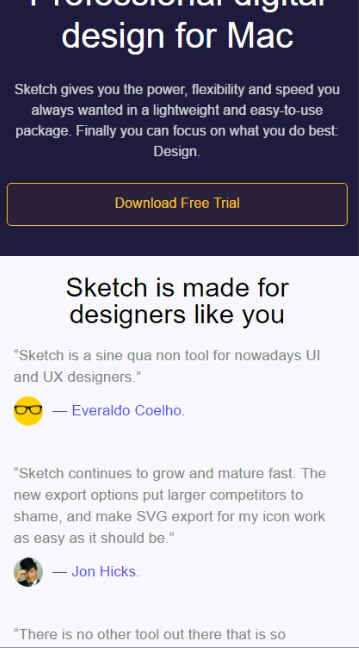 Professional digital
design for Mac
Sketch gives you the power, flexibility and speed you
always wanted in a lightweight and easy-to-use
package. Finally you can focus on what you do best:
Design.
Download Free Trial
Sketch is made for
designers like you
“Sketch is a sine qua non tool for nowadays UI
and UX designers.”
— Everaldo Coelho.
“Sketch continues to grow and mature fast. The
new export options put larger competitors to
shame, and make SVG export for my icon work
as easy as it should be.”
— Jon Hicks.
“There is no other tool out there that is so